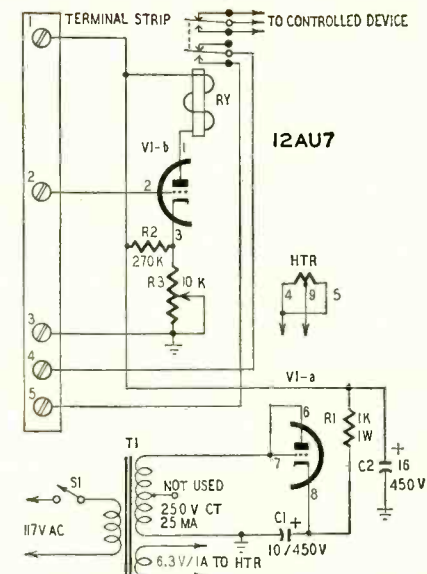 1
TERMINAL STRIP
TO CONTROLLED DEVICE
RY
12AU7
V1-b
1
2
2
3
R2
270K
R3
10 K
HTR
4
9
5
3
4
5
V1-a
6
7
8
R1
1K
1W
C2
+
16
450V
T1
S1
117V AC
NOT USED
250 V CT
25 MA
C1
+
10/450V
6.3V/1A TO HTR